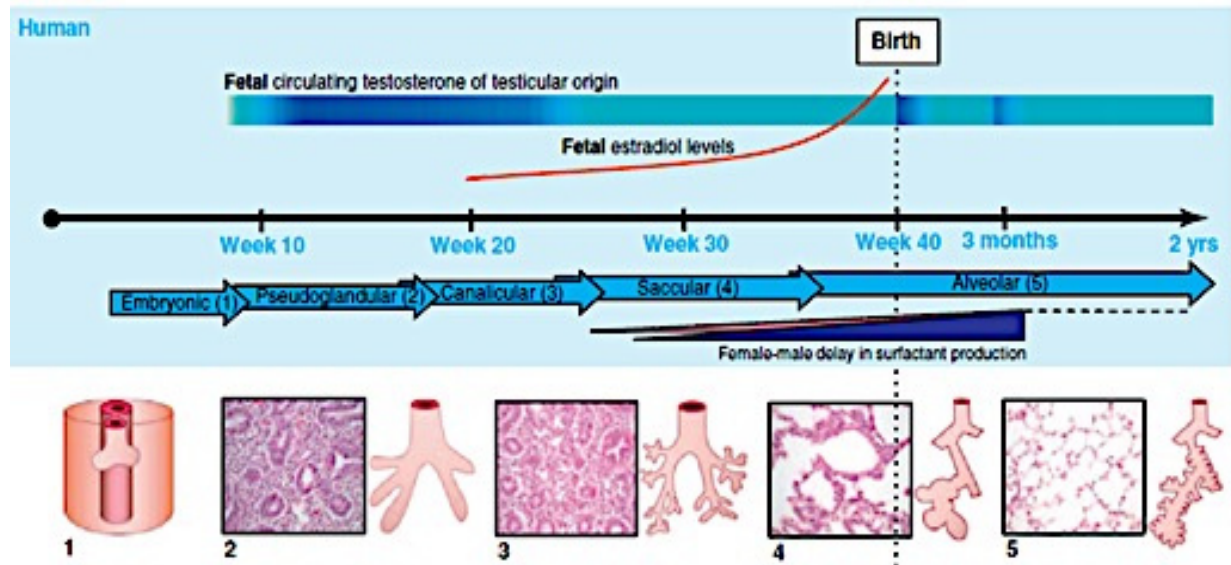 Human
Birth
Fetal circulating testosterone of testicular origin
Fetal estradiol levels
Week 10 Week 20 Week 30 Week 40 3 months 2 yrs
Embryonic (1) Pseudoglandular (2) Canalicular (3) Saccular (4) Alveolar (5)
Female-male delay in surfactant production
1 2 3 4 5